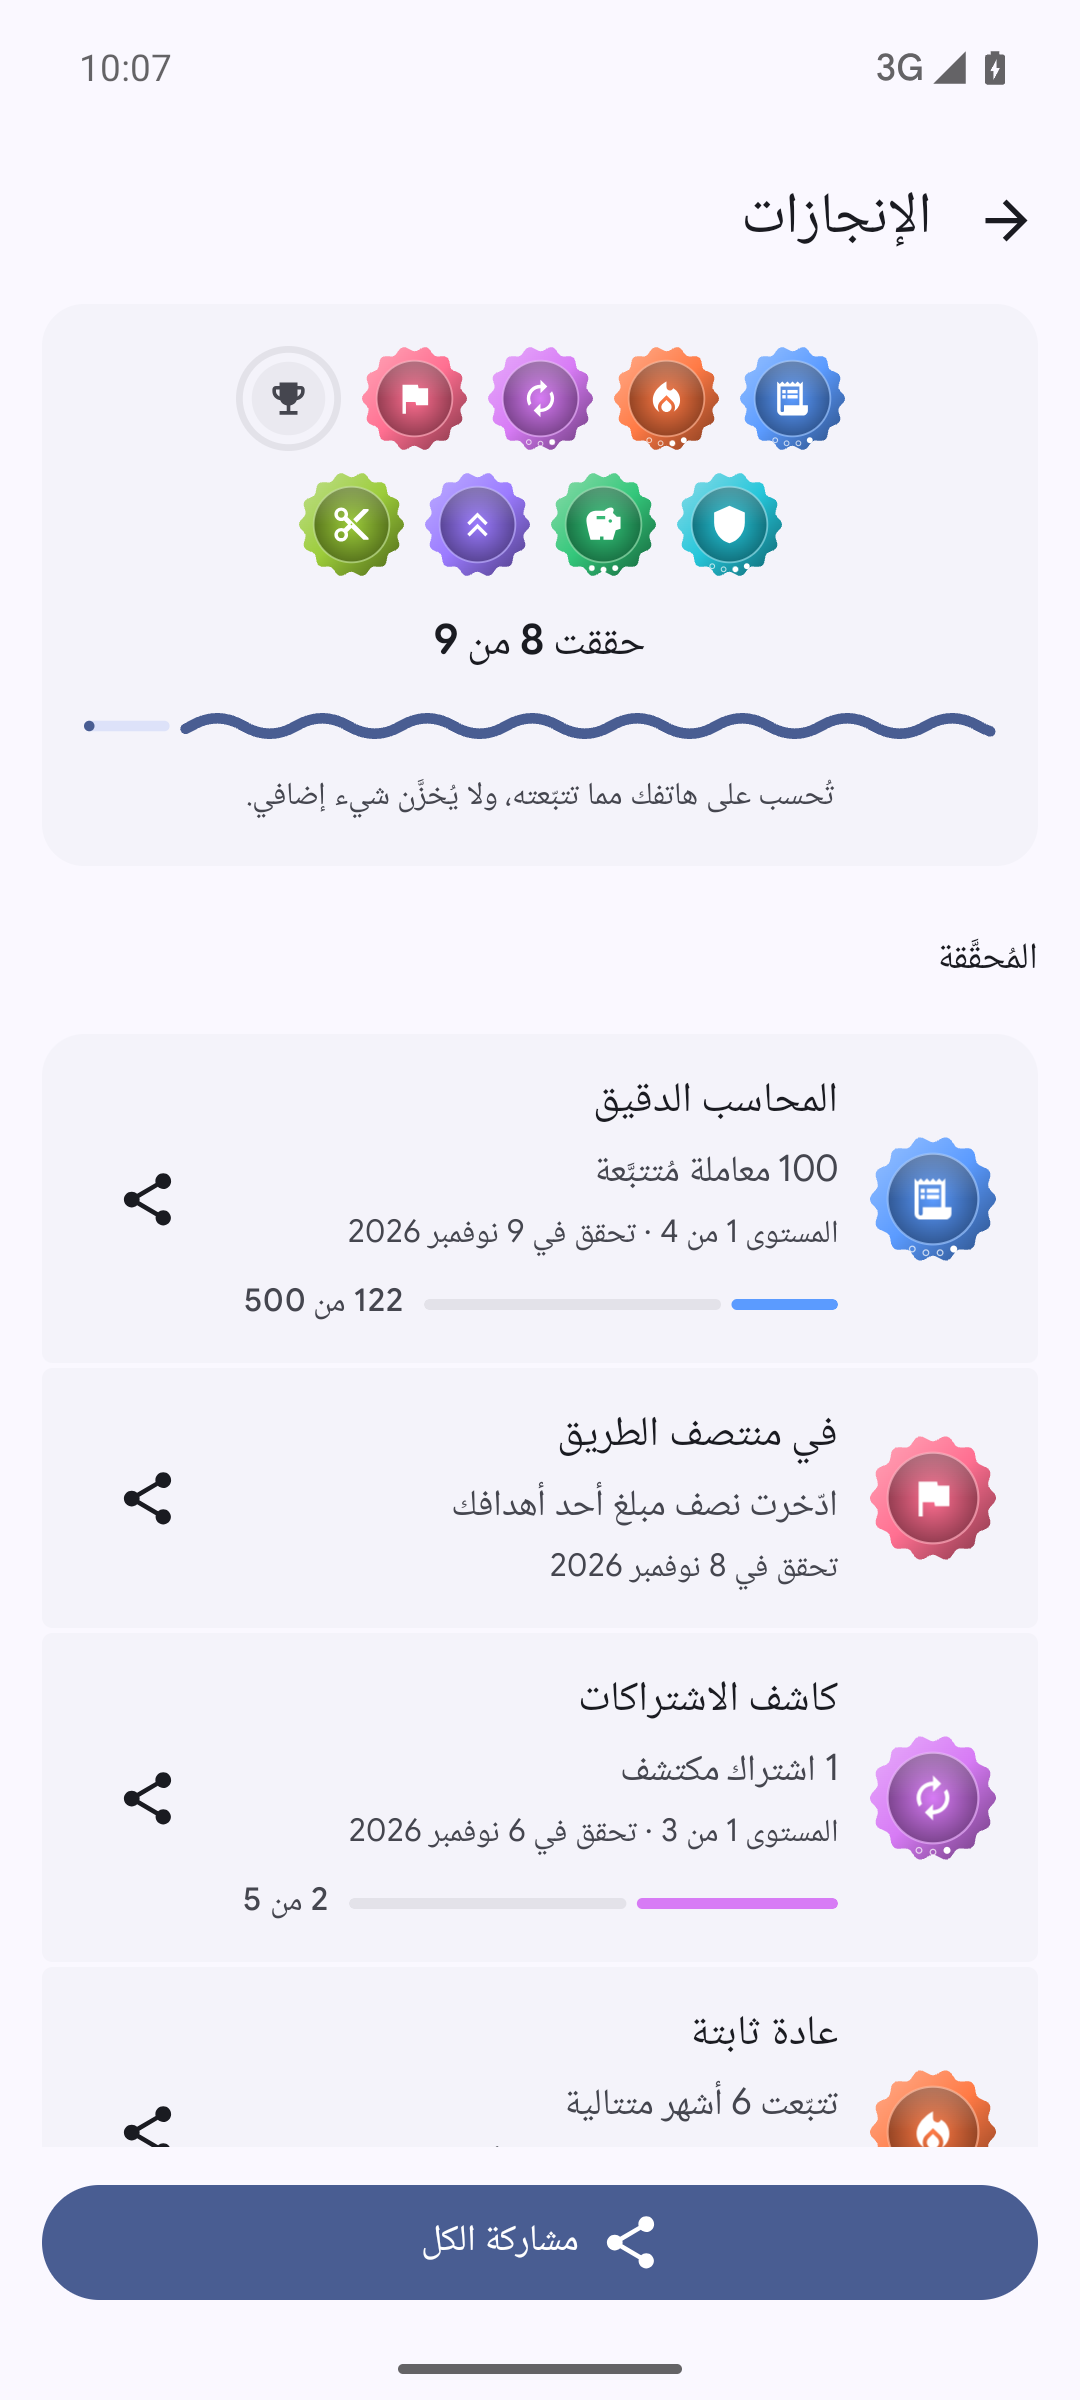 10:07
3G
الإنجازات
حققت 8 من 9
تُحسب على هاتفك مما تتبّعته، ولا يُخزَّن شيء إضافي.
المُحقَّقة
المحاسب الدقيق
100 معاملة مُتتبَّعة
المستوى 1 من 4 · تحقق في 9 نوفمبر 2026
122 من 500
في منتصف الطريق
ادّخرت نصف مبلغ أحد أهدافك
تحقق في 8 نوفمبر 2026
كاشف الاشتراكات
1 اشتراك مكتشف
المستوى 1 من 3 · تحقق في 6 نوفمبر 2026
2 من 5
عادة ثابتة
تتبّعت 6 أشهر متتالية
مشاركة الكل